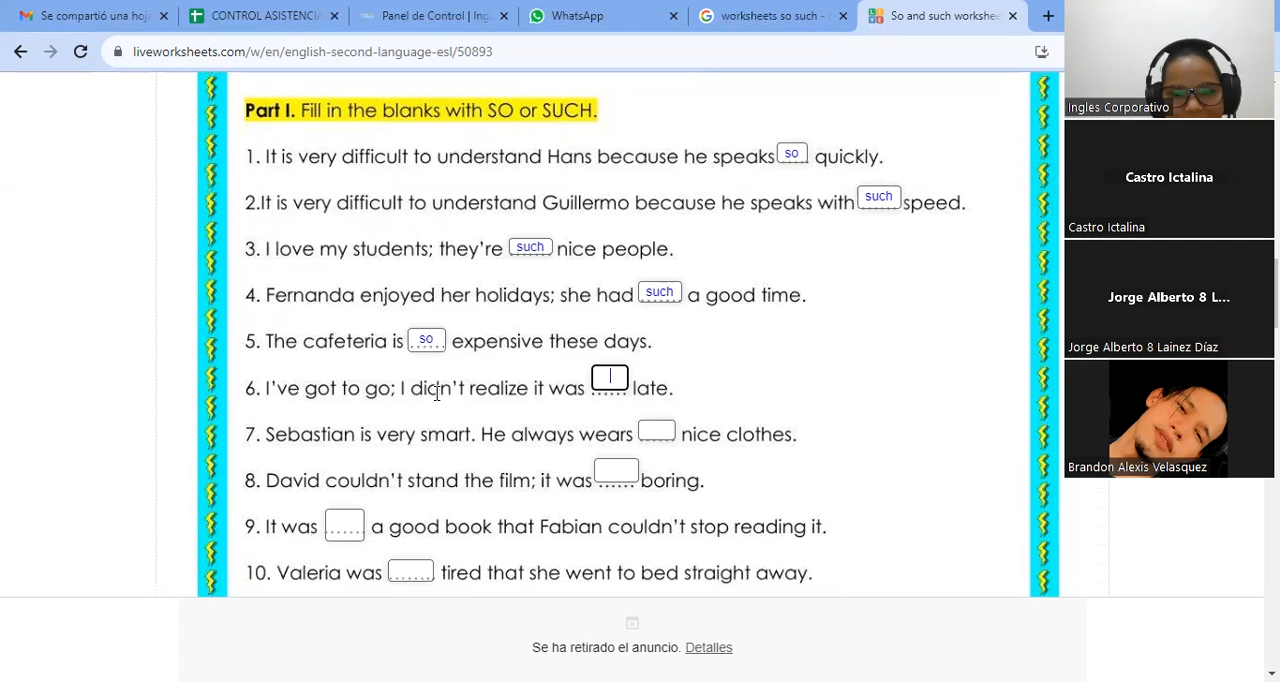 Se compartió una hoja
CONTROL ASISTENCIA
Panel de Control | Ing
WhatsApp
worksheets so such -
So and such workshee
liveworksheets.com/w/en/english-second-language-esl/50893
Part I. Fill in the blanks with SO or SUCH.
1. It is very difficult to understand Hans because he speaks so quickly.
2.It is very difficult to understand Guillermo because he speaks with such speed.
3. I love my students; they're such nice people.
4. Fernanda enjoyed her holidays; she had such a good time.
5. The cafeteria is so expensive these days.
6. I've got to go; I didn't realize it was ...... late.
7. Sebastian is very smart. He always wears ...... nice clothes.
8. David couldn't stand the film; it was ...... boring.
9. It was ...... a good book that Fabian couldn't stop reading it.
10. Valeria was ...... tired that she went to bed straight away.
Se ha retirado el anuncio. Detalles
Ingles Corporativo
Castro Ictalina
Castro Ictalina
Jorge Alberto 8 L...
Jorge Alberto 8 Lainez Díaz
Brandon Alexis Velasquez